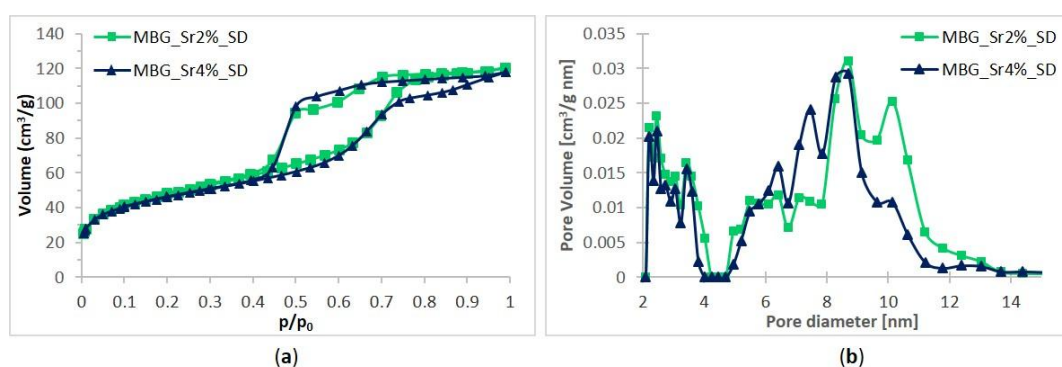 MBG_Sr2%_SD
MBG_Sr4%_SD
140
120
100
80
60
40
20
0
Volume (cm³/g)
0 0.1 0.2 0.3 0.4 0.5 0.6 0.7 0.8 0.9 1
p/p₀
(a)
MBG_Sr2%_SD
MBG_Sr4%_SD
0.035
0.03
0.025
0.02
0.015
0.01
0.005
0
Pore Volume [cm³/g nm]
2 4 6 8 10 12 14
Pore diameter [nm]
(b)